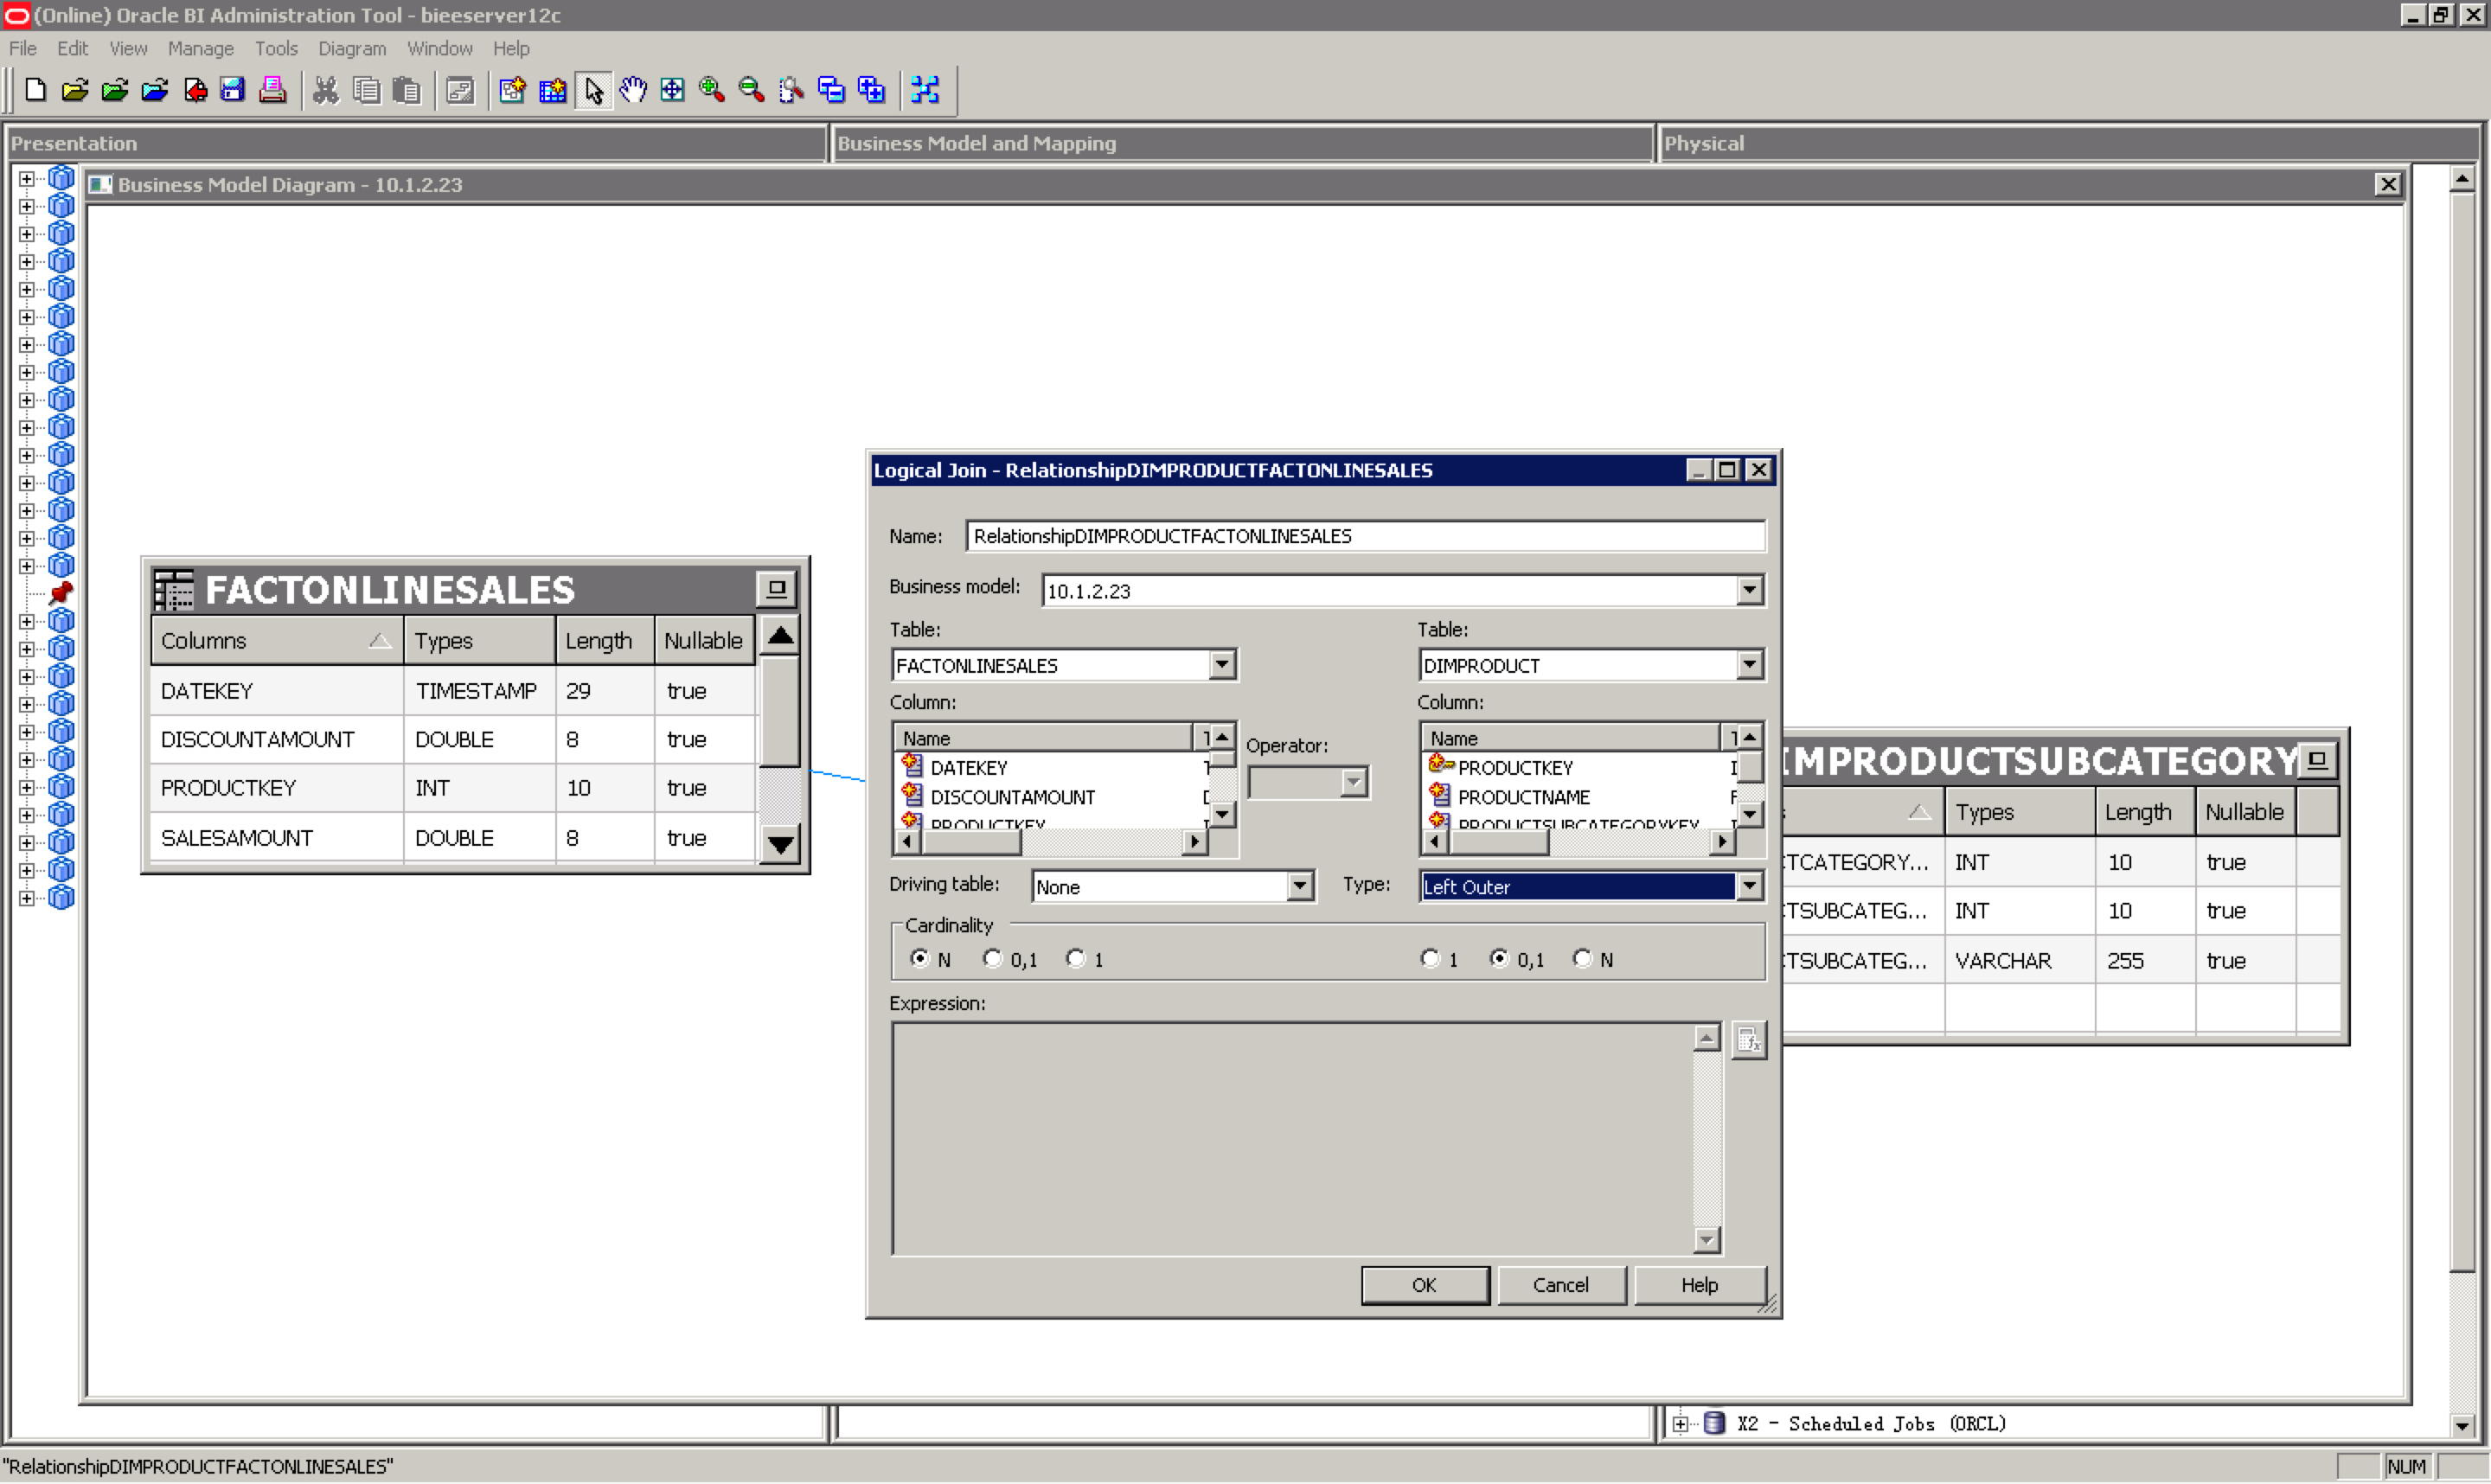 (Online) Oracle BI Administration Tool - bieeserver12c
File Edit View Manage Tools Diagram Window Help
Presentation
Business Model and Mapping
Physical
Business Model Diagram - 10.1.2.23
Logical Join - RelationshipDIMPRODUCTFACTONLINESALES
Name: RelationshipDIMPRODUCTFACTONLINESALES
Business model: 10.1.2.23
Table: Table:
FACTONLINESALES DIMPRODUCT
Column: Column:
Name Name
Operator:
DATEKEY PRODUCTKEY
DISCOUNTAMOUNT PRODUCTNAME
PRODUCTKEY PRODUCTSUBCATEGORYKEY
Driving table: None Type: Left Outer
Cardinality
N 0,1 1 1 0,1 N
Expression:
OK Cancel Help
FACTONLINESALES
Columns Types Length Nullable
DATEKEY TIMESTAMP 29 true
DISCOUNTAMOUNT DOUBLE 8 true
PRODUCTKEY INT 10 true
SALESAMOUNT DOUBLE 8 true
IMPRODUCTSUBCATEGORY
Types Length Nullable
TCATEGORY... INT 10 true
TSUBCATEG... INT 10 true
TSUBCATEG... VARCHAR 255 true
X2 - Scheduled Jobs (ORCL)
"RelationshipDIMPRODUCTFACTONLINESALES"
NUM